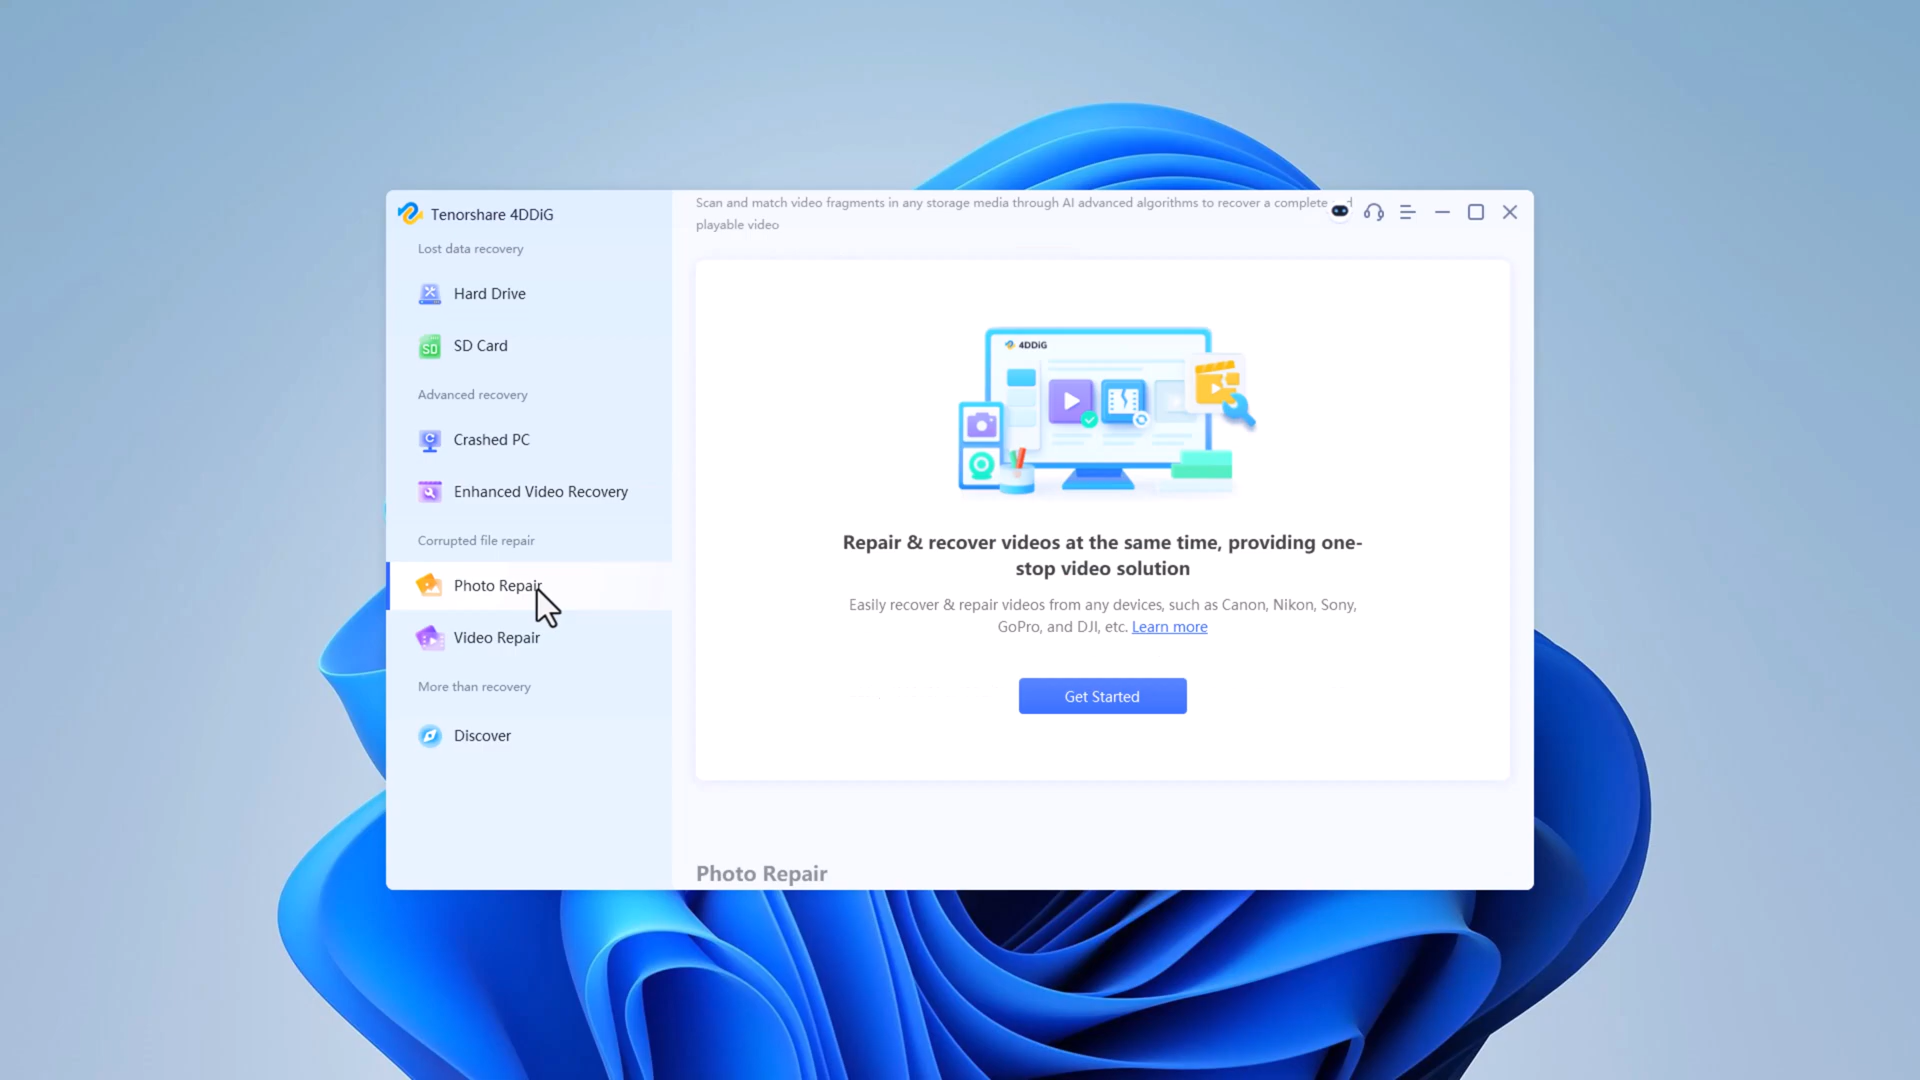 Tenorshare 4DDiG
Lost data recovery
Hard Drive
SD
SD Card
Advanced recovery
Crashed PC
Enhanced Video Recovery
Corrupted file repair
Photo Repair
Video Repair
More than recovery
Discover
Scan and match video fragments in any storage media through AI advanced algorithms to recover a complete
playable video
4DDiG
Repair & recover videos at the same time, providing one-
stop video solution
Easily recover & repair videos from any devices, such as Canon, Nikon, Sony,
GoPro, and DJI, etc. Learn more
Get Started
Photo Repair